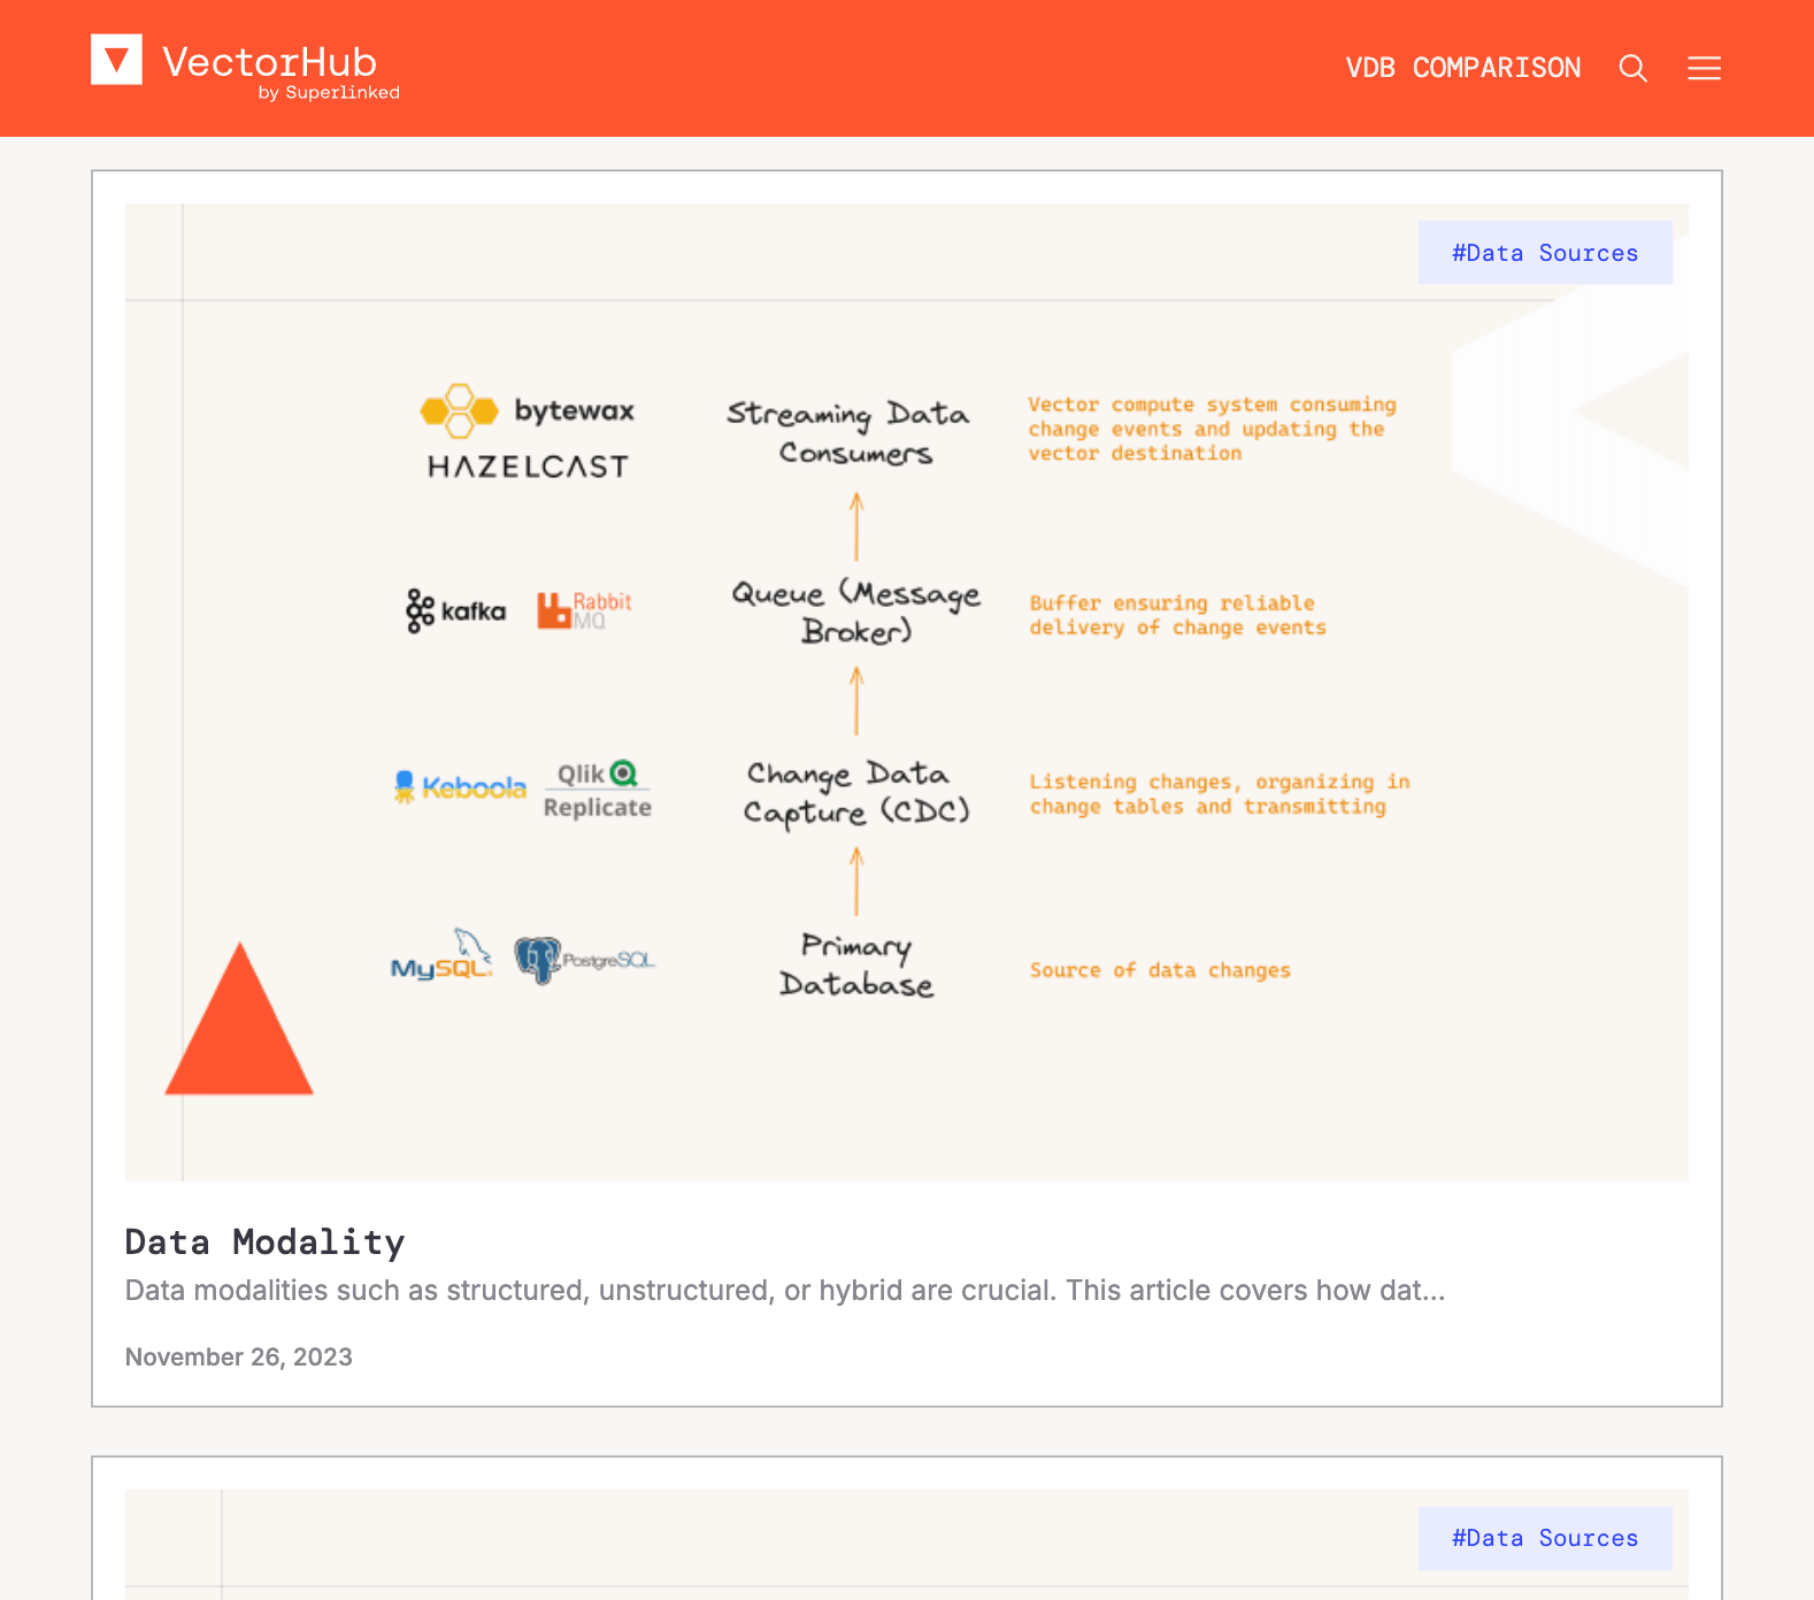 VectorHub
by Superlinked
VDB COMPARISON
#Data Sources
bytewax
HAZELCAST
Streaming Data
Consumers
Vector compute system consuming
change events and updating the
vector destination
kafka
Rabbit
MQ
Queue (Message
Broker)
Buffer ensuring reliable
delivery of change events
Keboola
Qlik
Replicate
Change Data
Capture (CDC)
Listening changes, organizing in
change tables and transmitting
MySQL
PostgreSQL
Primary
Database
Source of data changes
Data Modality
Data modalities such as structured, unstructured, or hybrid are crucial. This article covers how dat...
November 26, 2023
#Data Sources